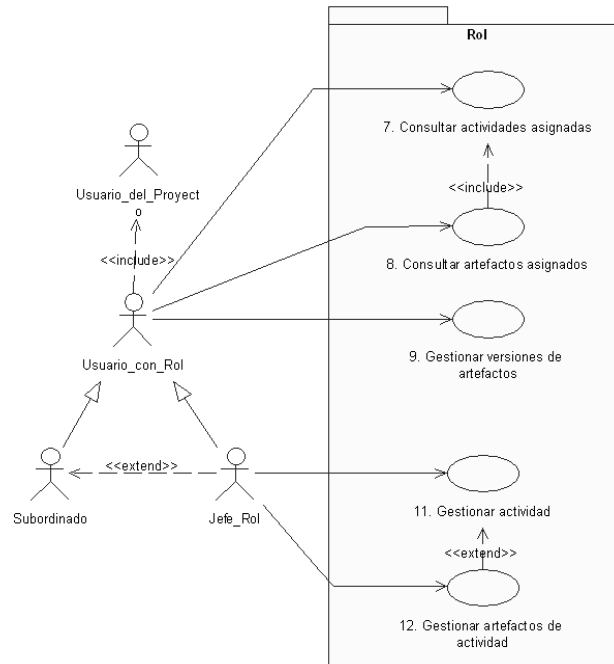 Rol
7. Consultar actividades asignadas
Usuario_del_Proyect
o
<<include>>
<<include>>
8. Consultar artefactos asignados
Usuario_con_Rol
9. Gestionar versiones de
artefactos
<<extend>>
Subordinado
Jefe_Rol
11. Gestionar actividad
<<extend>>
12. Gestionar artefactos de
actividad